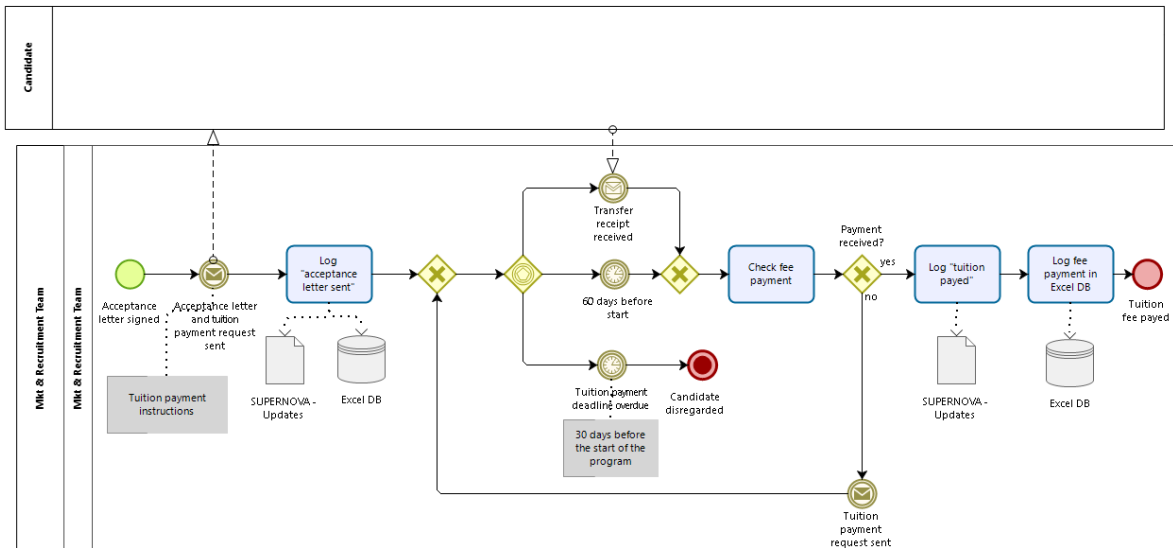 Candidate
Mkt & Recruitment Team
Mkt & Recruitment Team
Acceptance
letter signed
Acceptance letter
and tuition
payment request
sent
Tuition payment
instructions
Log
"acceptance
letter sent"
SUPERNOVA -
Updates
Excel DB
Transfer
receipt
received
60 days before
start
Tuition payment
deadline overdue
30 days before
the start of the
program
Candidate
disregarded
Check fee
payment
Payment
received?
yes
no
Tuition
payment
request sent
Log "tuition
payed"
SUPERNOVA -
Updates
Log fee
payment in
Excel DB
Excel DB
Tuition
fee payed